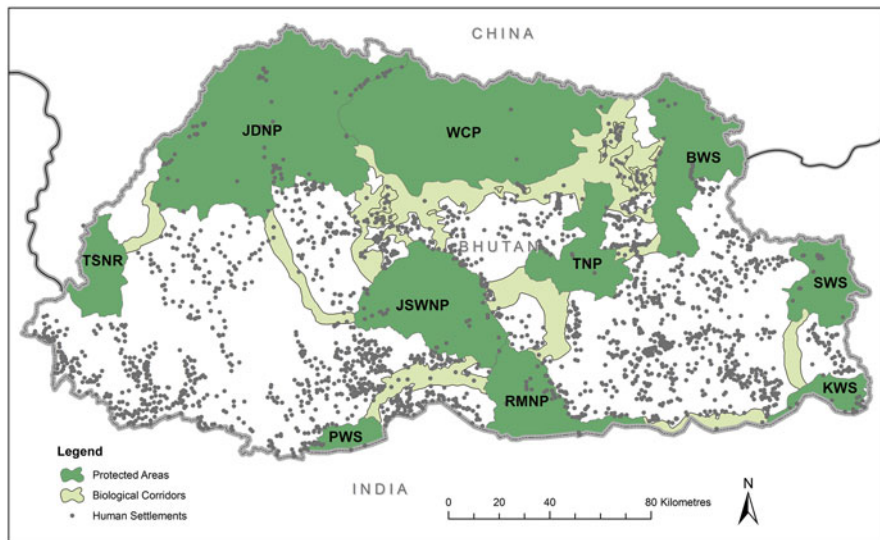 CHINA
JDNP
WCP
BWS
BHUTAN
TSNR
TNP
SWS
JSWNP
KWS
RMNP
PWS
Legend
Protected Areas
Biological Corridors
Human Settlements
INDIA
0 20 40 80 Kilometres
N